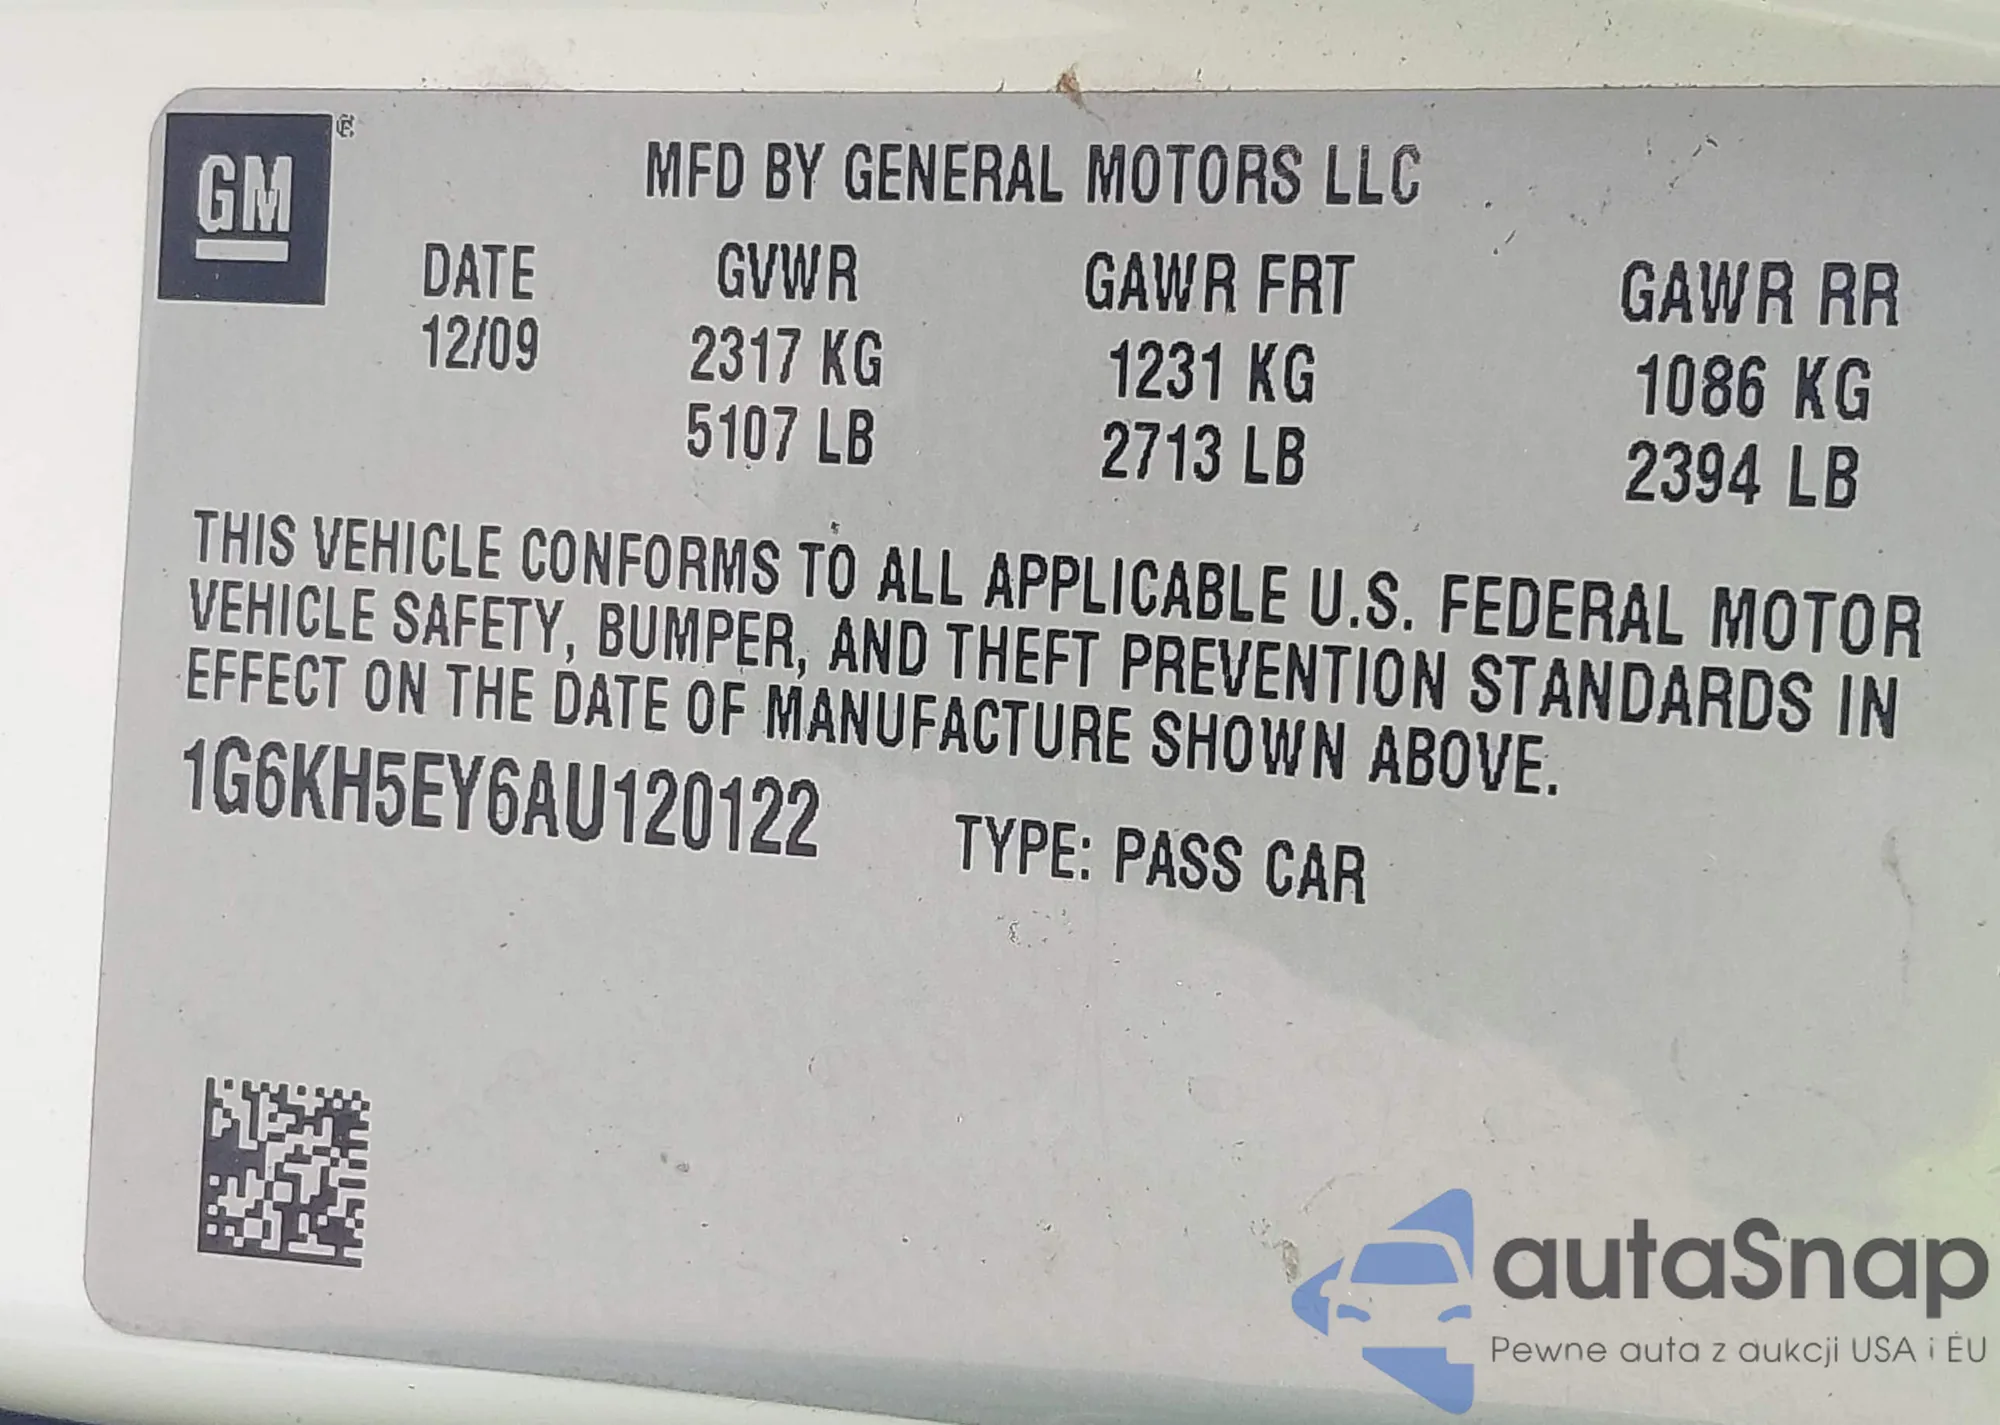 GM
MFD BY GENERAL MOTORS LLC
DATE GVWR GAWR FRT GAWR RR
12/09 2317 KG 1231 KG 1086 KG
5107 LB 2713 LB 2394 LB
THIS VEHICLE CONFORMS TO ALL APPLICABLE U.S. FEDERAL MOTOR
VEHICLE SAFETY, BUMPER, AND THEFT PREVENTION STANDARDS IN
EFFECT ON THE DATE OF MANUFACTURE SHOWN ABOVE.
1G6KH5EY6AU120122 TYPE: PASS CAR
autaSnap
Pewne auta z aukcji USA i EU